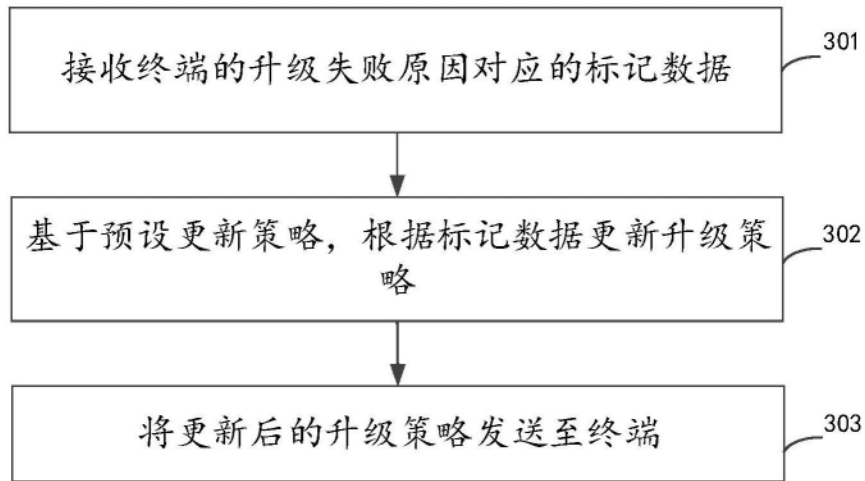 接收终端的升级失败原因对应的标记数据
301
基于预设更新策略，根据标记数据更新升级策
略
302
将更新后的升级策略发送至终端
303